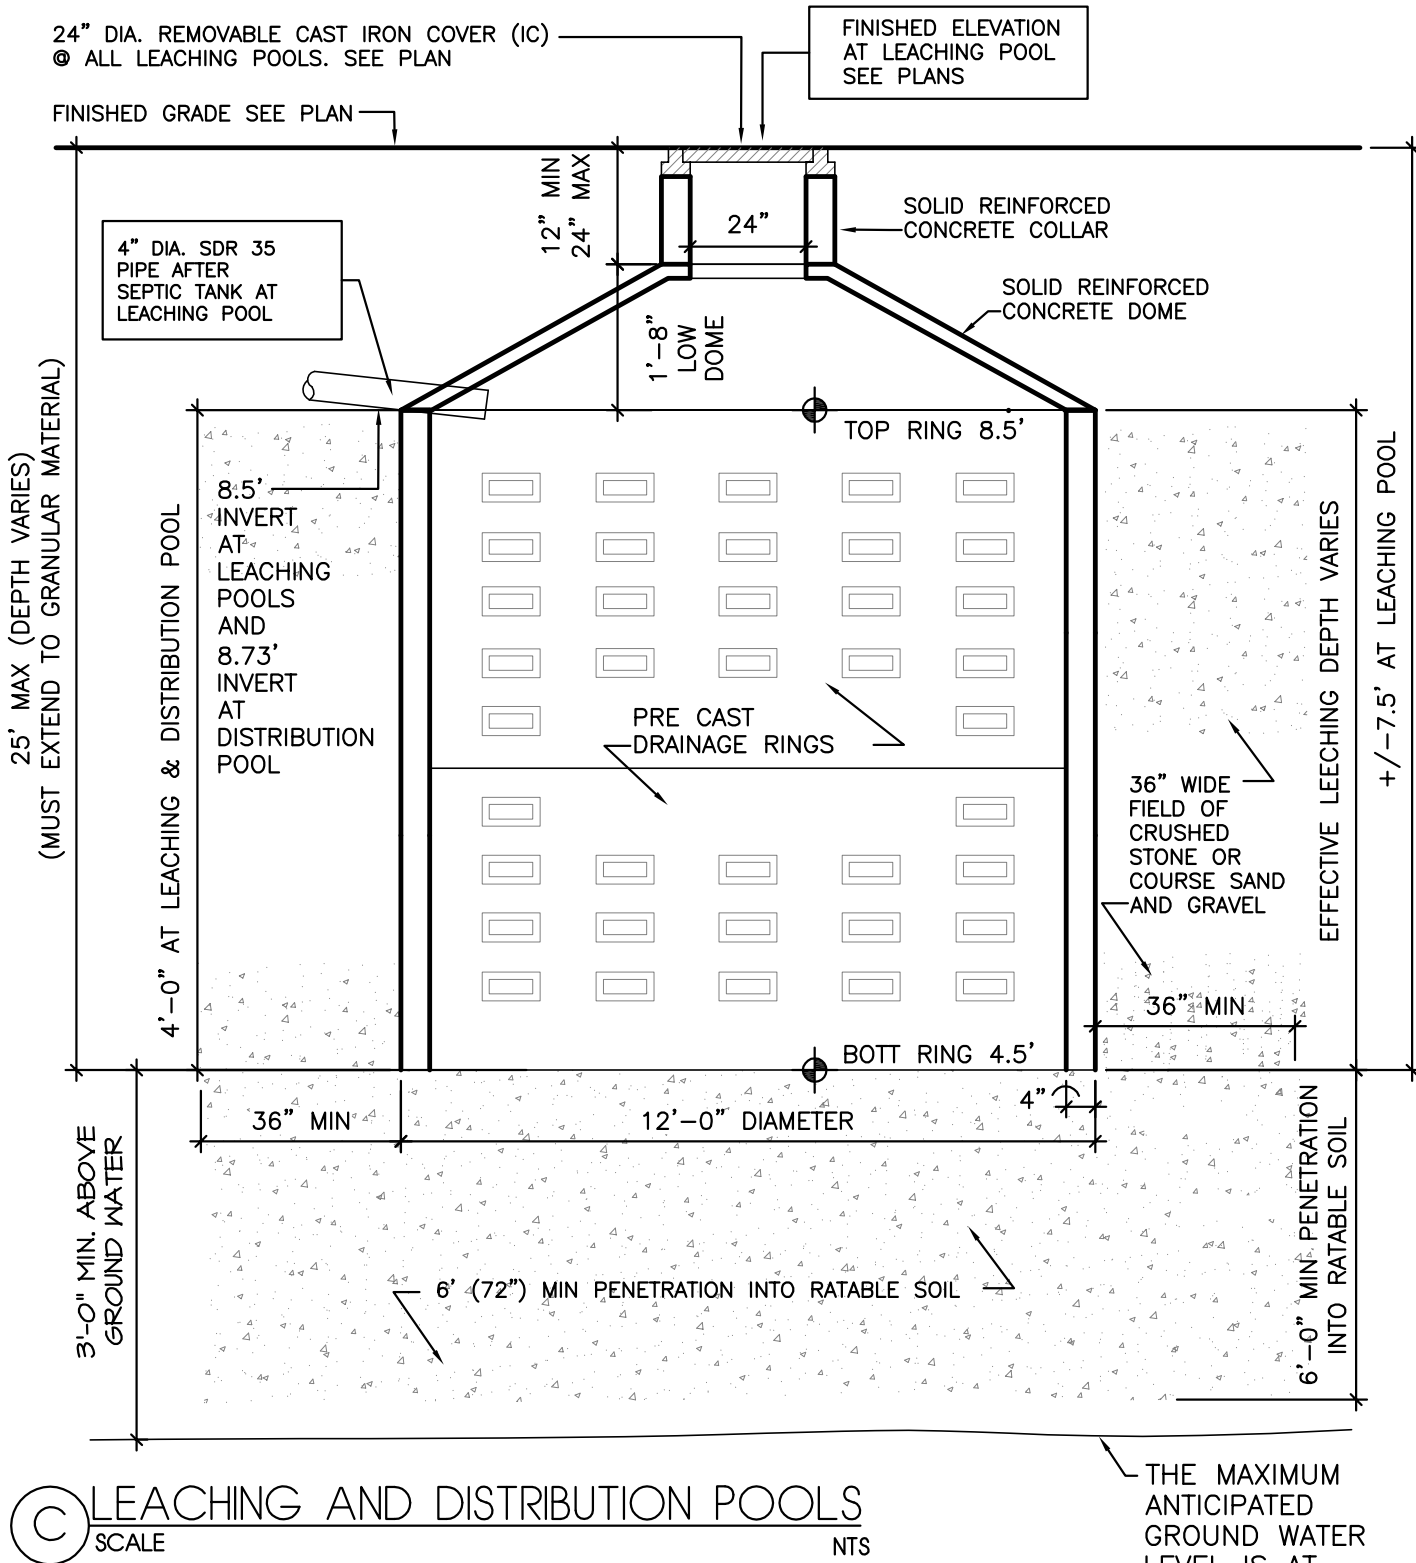 24" DIA. REMOVABLE CAST IRON COVER (IC)
@ ALL LEACHING POOLS. SEE PLAN
FINISHED ELEVATION
AT LEACHING POOL
SEE PLANS
FINISHED GRADE SEE PLAN
12" MIN
24" MAX
24"
SOLID REINFORCED
CONCRETE COLLAR
4" DIA. SDR 35
PIPE AFTER
SEPTIC TANK AT
LEACHING POOL
SOLID REINFORCED
CONCRETE DOME
1'-8"
LOW
DOME
TOP RING 8.5'
25' MAX (DEPTH VARIES)
(MUST EXTEND TO GRANULAR MATERIAL)
4'-0" AT LEACHING & DISTRIBUTION POOL
8.5'
INVERT
AT
LEACHING
POOLS
AND
8.73'
INVERT
AT
DISTRIBUTION
POOL
PRE CAST
DRAINAGE RINGS
EFFECTIVE LEECHING DEPTH VARIES
+/-7.5' AT LEACHING POOL
36" WIDE
FIELD OF
CRUSHED
STONE OR
COURSE SAND
AND GRAVEL
36" MIN
BOTT RING 4.5'
4"
36" MIN
12'-0" DIAMETER
3'-0" MIN. ABOVE
GROUND WATER
6'-0" MIN PENETRATION
INTO RATABLE SOIL
6' (72") MIN PENETRATION INTO RATABLE SOIL
C
LEACHING AND DISTRIBUTION POOLS
SCALE
NTS
THE MAXIMUM
ANTICIPATED
GROUND WATER
LEVEL IS AT